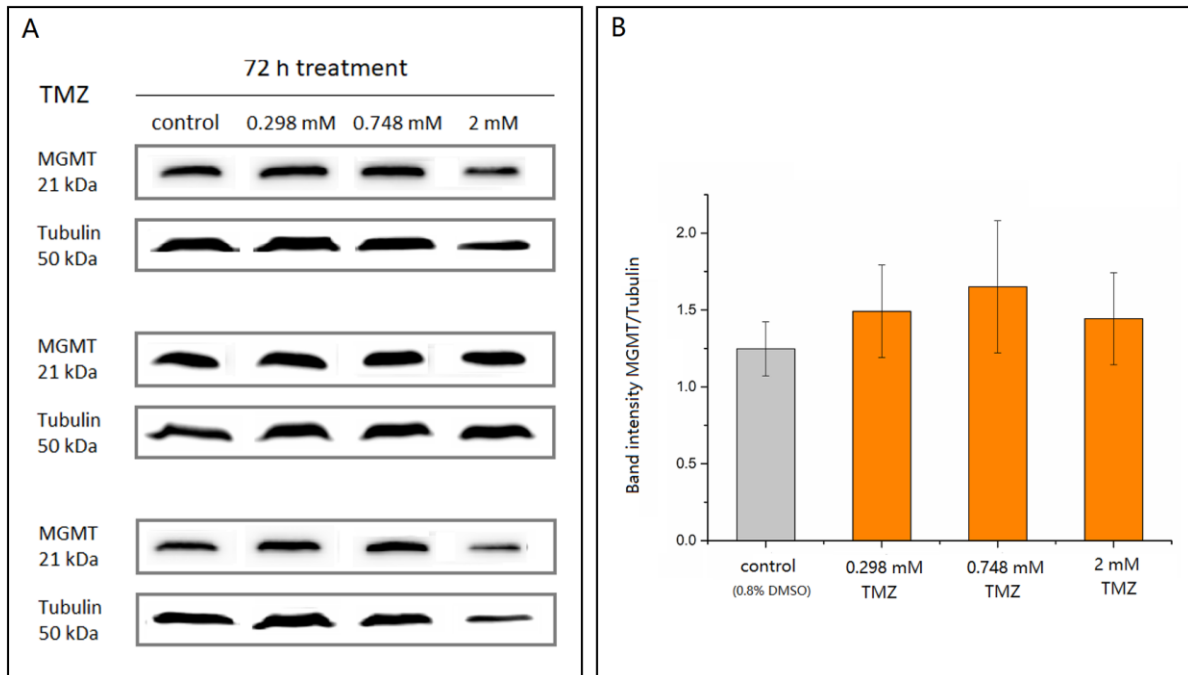 A
72 h treatment
TMZ
control 0.298 mM 0.748 mM 2 mM
MGMT
21 kDa
Tubulin
50 kDa
MGMT
21 kDa
Tubulin
50 kDa
MGMT
21 kDa
Tubulin
50 kDa
B
Band intensity MGMT/Tubulin
2.0
1.5
1.0
0.5
0.0
control
(0.8% DMSO)
0.298 mM
TMZ
0.748 mM
TMZ
2 mM
TMZ